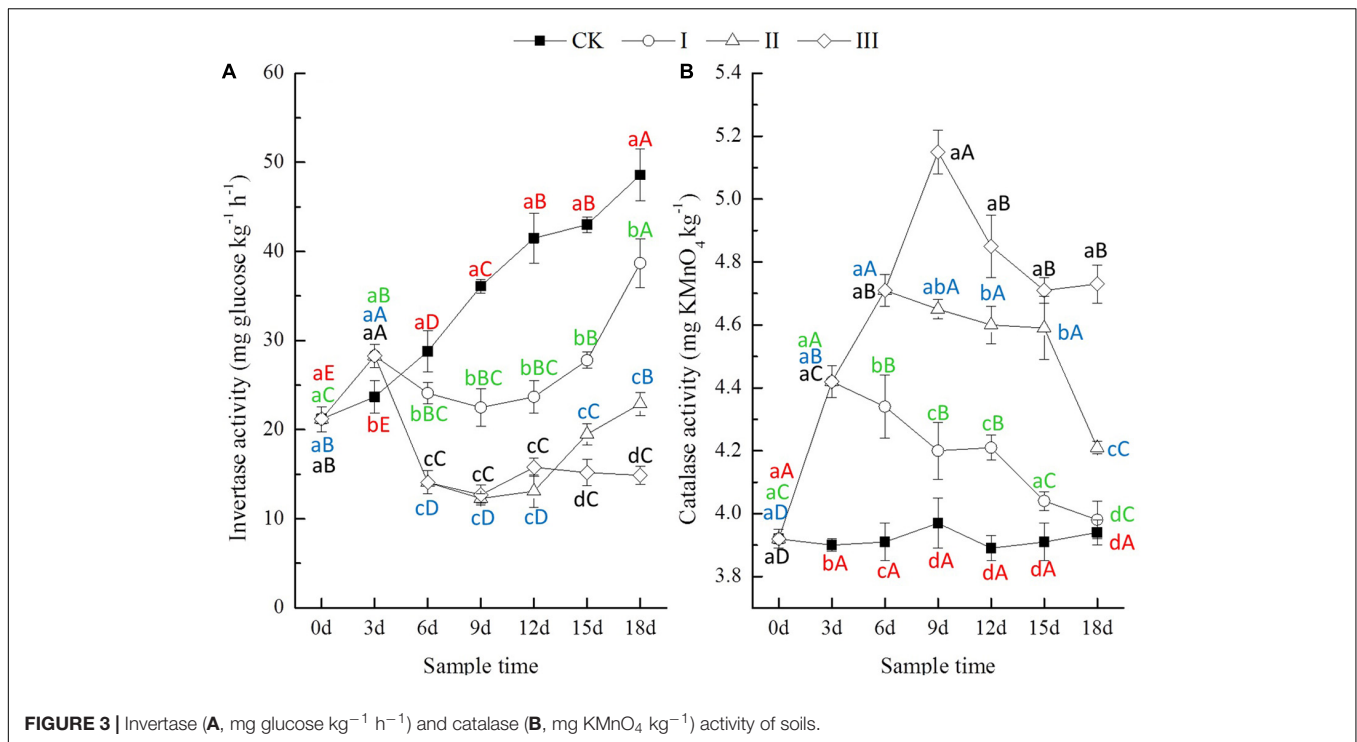 CK I II III
A
Invertase activity (mg glucose kg⁻¹ h⁻¹)
60
50
40
30
20
10
0
aE
aC
aB
aB
aB
aA
aA
bE
aD
bBC
cC
cD
aC
bBC
cC
cD
aB
bBC
cC
cD
aB
bB
cC
dC
aA
bA
cB
dC
0d 3d 6d 9d 12d 15d 18d
Sample time
B
Catalase activity (mg KMnO₄ kg⁻¹)
5.4
5.2
5.0
4.8
4.6
4.4
4.2
4.0
3.8
aA
aC
aD
aD
aA
aB
aC
bA
aA
aB
bB
cA
aA
abA
cB
dA
aB
bA
cB
dA
aB
bA
aC
dA
aB
cC
dC
dA
0d 3d 6d 9d 12d 15d 18d
Sample time
FIGURE 3 | Invertase (A, mg glucose kg⁻¹ h⁻¹) and catalase (B, mg KMnO₄ kg⁻¹) activity of soils.